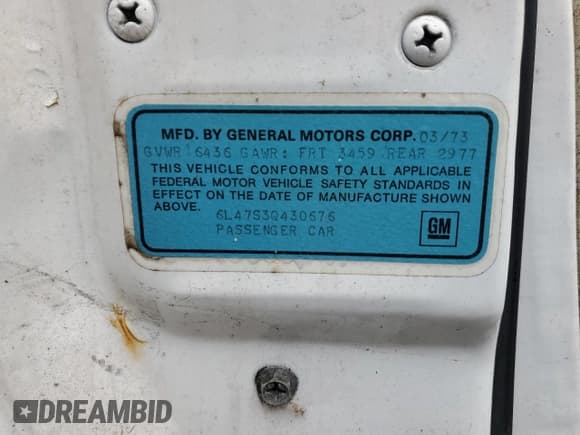 MFD. BY GENERAL MOTORS CORP. 03/73
GVWR 6436 GAWR: FRT 3459 REAR 2977
THIS VEHICLE CONFORMS TO ALL APPLICABLE
FEDERAL MOTOR VEHICLE SAFETY STANDARDS IN
EFFECT ON THE DATE OF MANUFACTURE SHOWN
ABOVE.
6L47S3Q430676
PASSENGER CAR
GM
DREAMBID